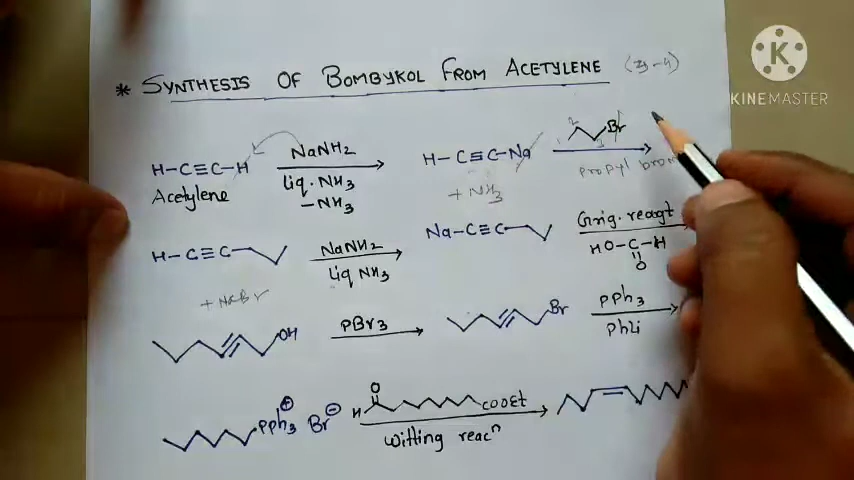 * SYNTHESIS OF BOMBYKOL FROM ACETYLENE
K
KINEMASTER
H-C≡C-H NaNH2 H-C≡C-Na Br
Acetylene liq. NH3 + NH3 propyl
-NH3
H-C≡C NaNH2 Na-C≡C Grig. reagt
liq NH3 HO-C-H
O
+ NaBr
OH PBr3 Br PPh3
PhLi
PPh3 ⊕ Br ⊖ H O COOEt
Witting reacn